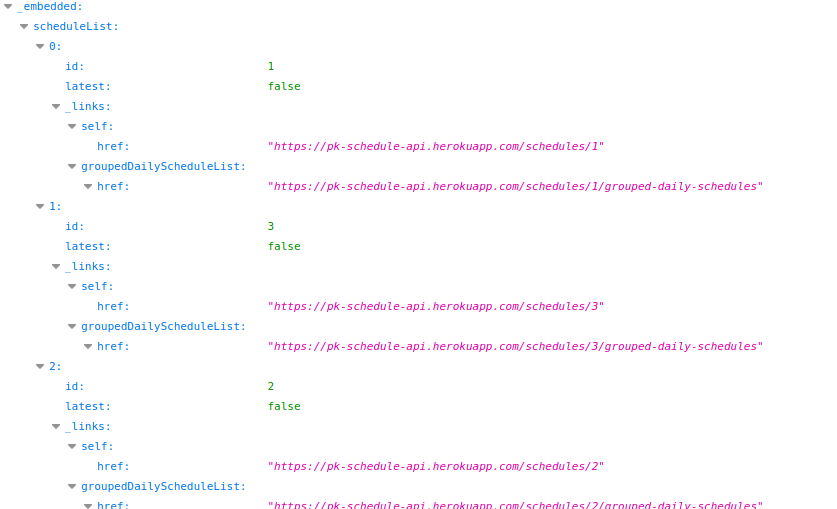 _embedded:
scheduleList:
0:
id: 1
latest: false
_links:
self:
href: "https://pk-schedule-api.herokuapp.com/schedules/1"
groupedDailyScheduleList:
href: "https://pk-schedule-api.herokuapp.com/schedules/1/grouped-daily-schedules"
1:
id: 3
latest: false
_links:
self:
href: "https://pk-schedule-api.herokuapp.com/schedules/3"
groupedDailyScheduleList:
href: "https://pk-schedule-api.herokuapp.com/schedules/3/grouped-daily-schedules"
2:
id: 2
latest: false
_links:
self:
href: "https://pk-schedule-api.herokuapp.com/schedules/2"
groupedDailyScheduleList:
href: "https://pk-schedule-api.herokuapp.com/schedules/2/grouped-daily-schedules"